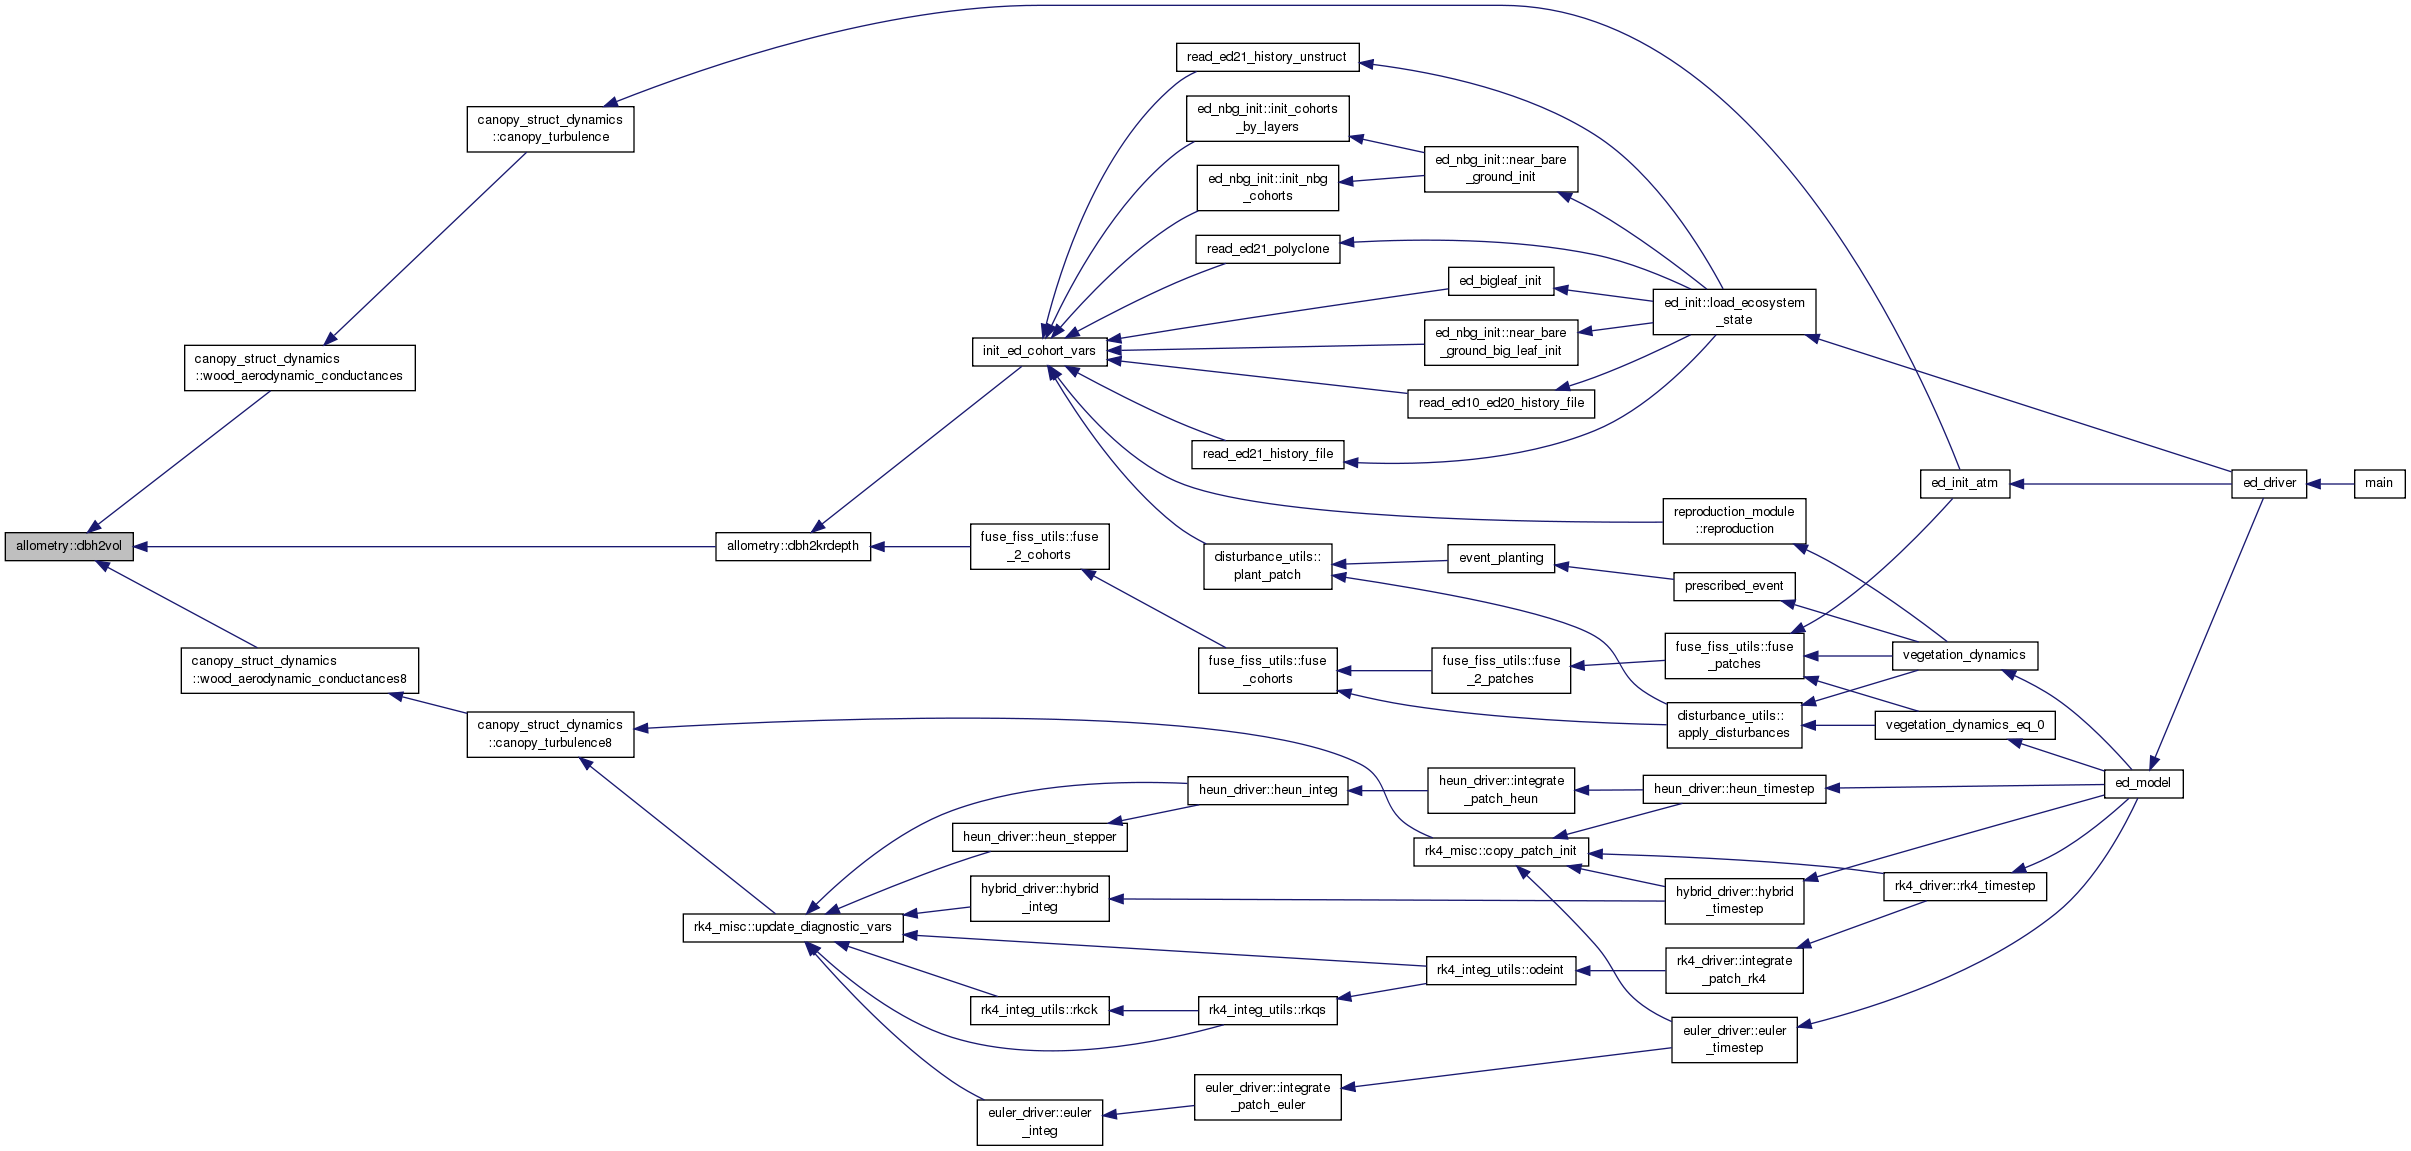 allometry::dbh2vol
canopy_struct_dynamics
::wood_aerodynamic_conductances
canopy_struct_dynamics
::wood_aerodynamic_conductances8
canopy_struct_dynamics
::canopy_turbulence
canopy_struct_dynamics
::canopy_turbulence8
allometry::dbh2krdepth
rk4_misc::update_diagnostic_vars
init_ed_cohort_vars
fuse_fiss_utils::fuse
_2_cohorts
heun_driver::heun_stepper
hybrid_driver::hybrid
_integ
rk4_integ_utils::rkck
euler_driver::euler
_integ
read_ed21_history_unstruct
ed_nbg_init::init_cohorts
_by_layers
ed_nbg_init::init_nbg
_cohorts
read_ed21_polyclone
read_ed21_history_file
disturbance_utils::
plant_patch
fuse_fiss_utils::fuse
_cohorts
heun_driver::heun_integ
rk4_integ_utils::rkqs
euler_driver::integrate
_patch_euler
ed_nbg_init::near_bare
_ground_init
ed_bigleaf_init
ed_nbg_init::near_bare
_ground_big_leaf_init
read_ed10_ed20_history_file
event_planting
fuse_fiss_utils::fuse
_2_patches
heun_driver::integrate
_patch_heun
rk4_misc::copy_patch_init
rk4_integ_utils::odeint
ed_init::load_ecosystem
_state
reproduction_module
::reproduction
prescribed_event
fuse_fiss_utils::fuse
_patches
disturbance_utils::
apply_disturbances
heun_driver::heun_timestep
hybrid_driver::hybrid
_timestep
rk4_driver::integrate
_patch_rk4
euler_driver::euler
_timestep
ed_init_atm
vegetation_dynamics
vegetation_dynamics_eq_0
rk4_driver::rk4_timestep
ed_model
ed_driver
main